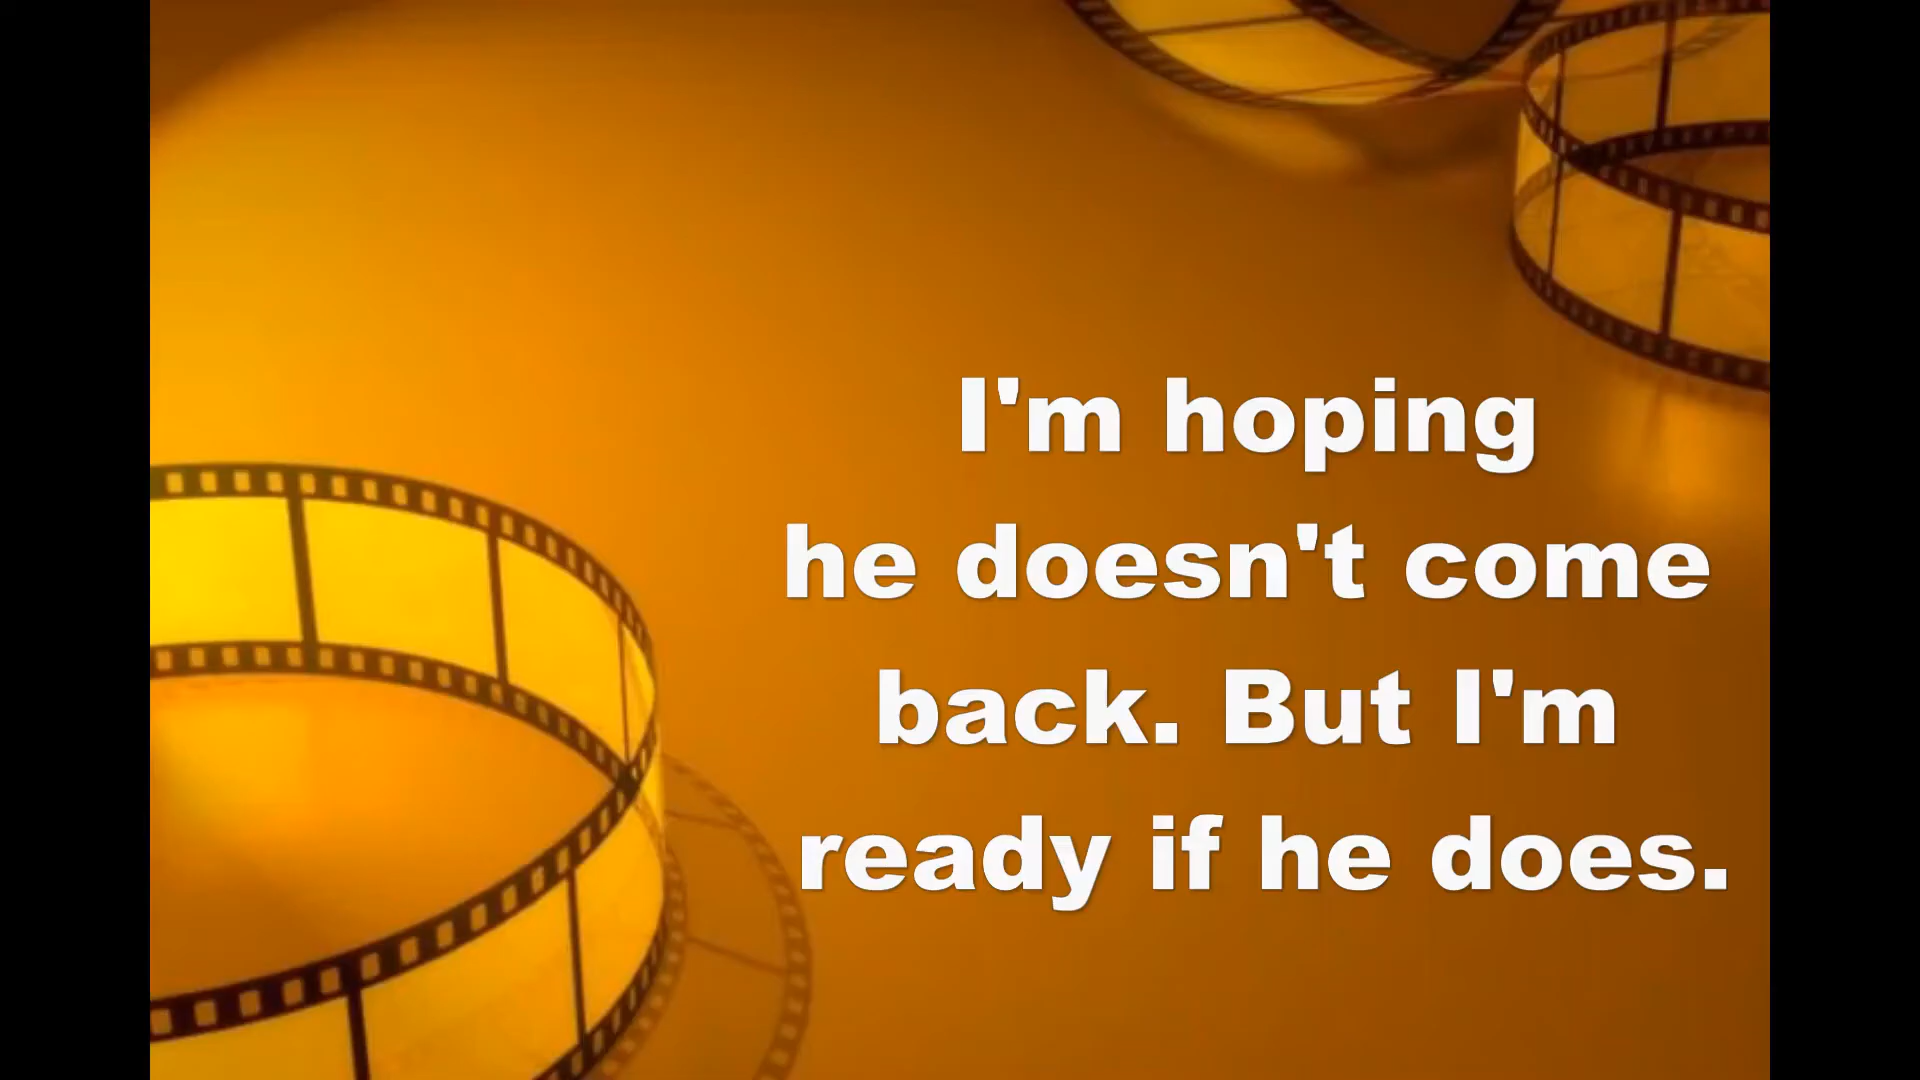 I'm hoping
he doesn't come
back. But I'm
ready if he does.